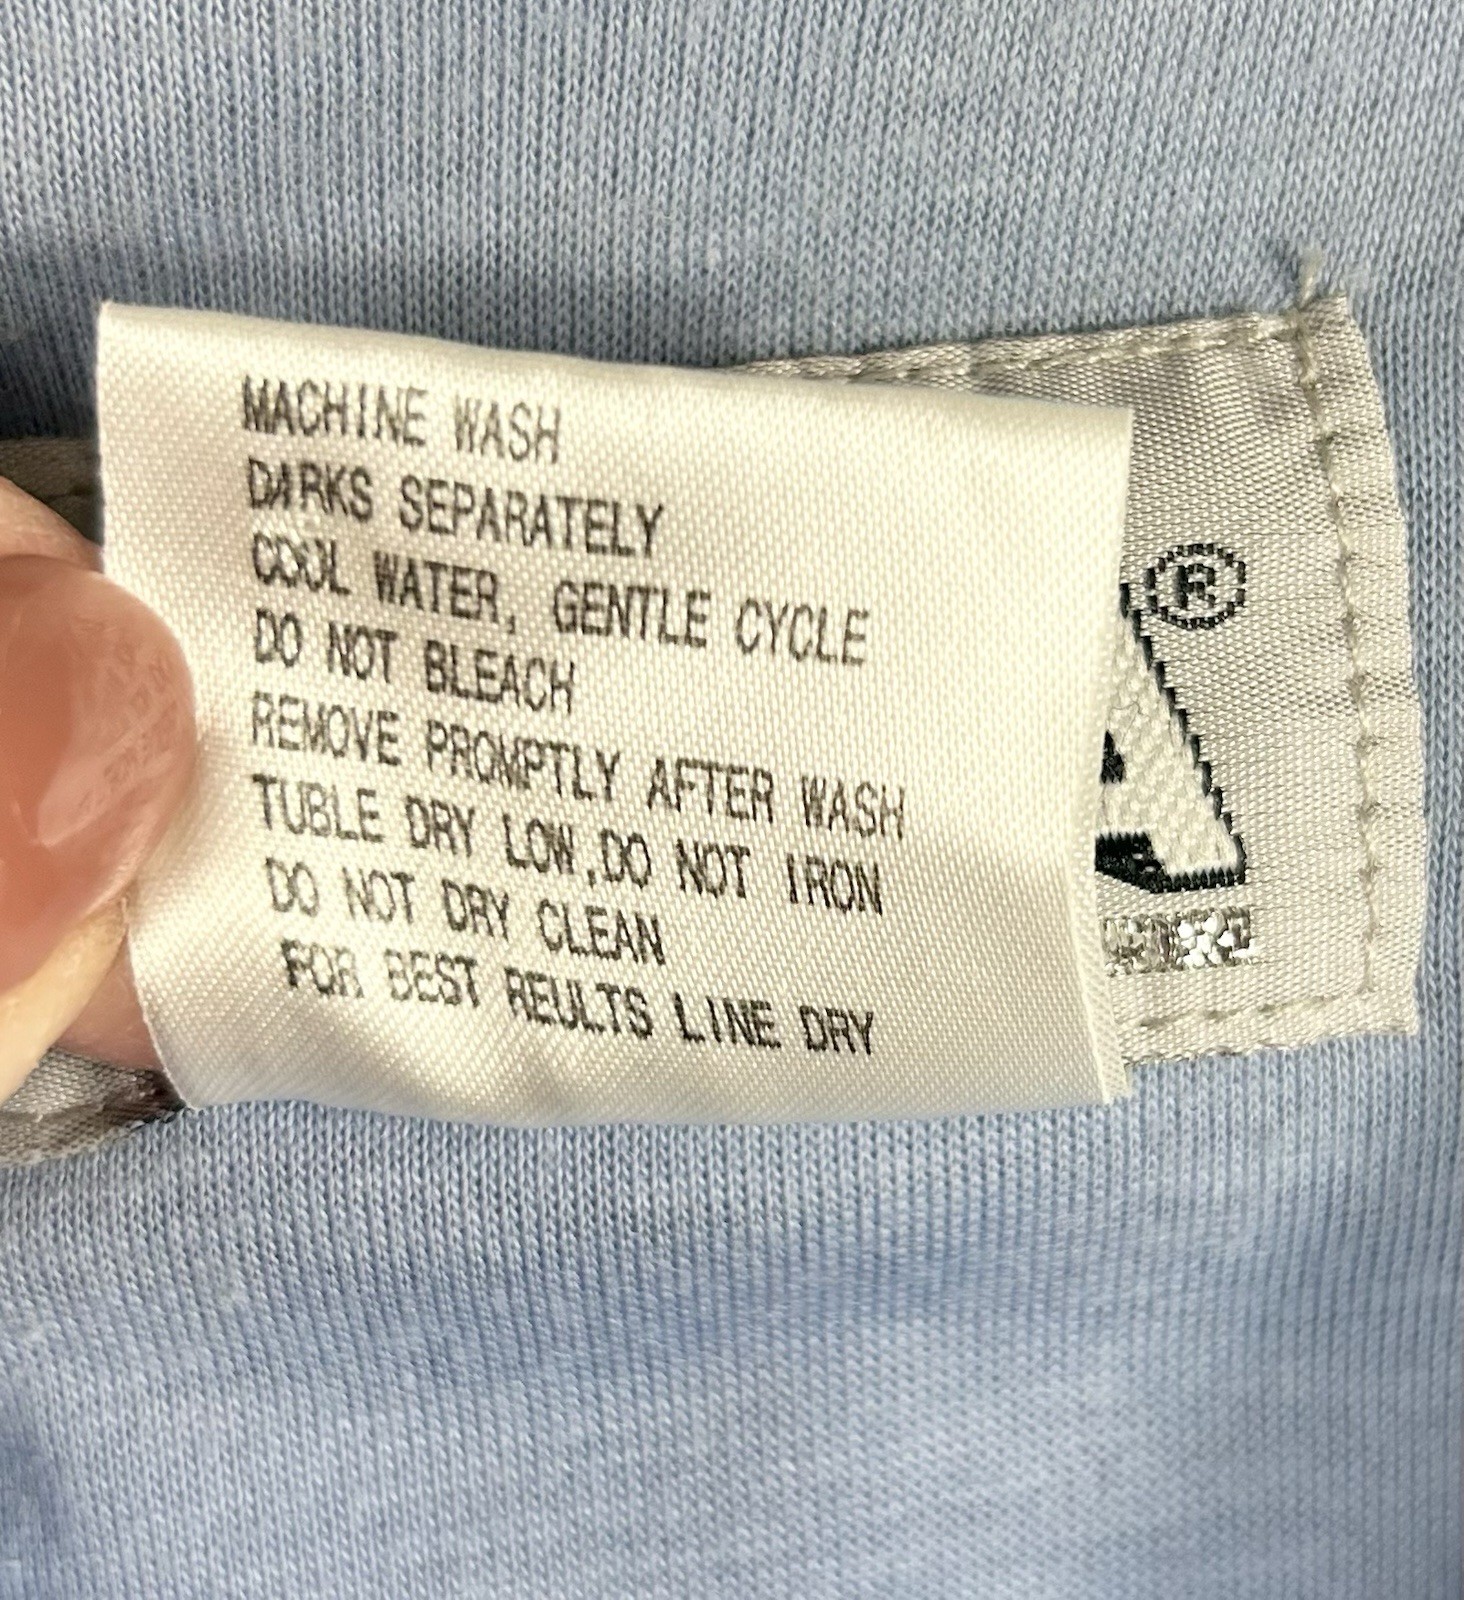 MACHINE WASH
DARKS SEPARATELY
COOL WATER, GENTLE CYCLE
DO NOT BLEACH
REMOVE PROMPTLY AFTER WASH
TUBLE DRY LOW,DO NOT IRON
DO NOT DRY CLEAN
FOR BEST REULTS LINE DRY
A®